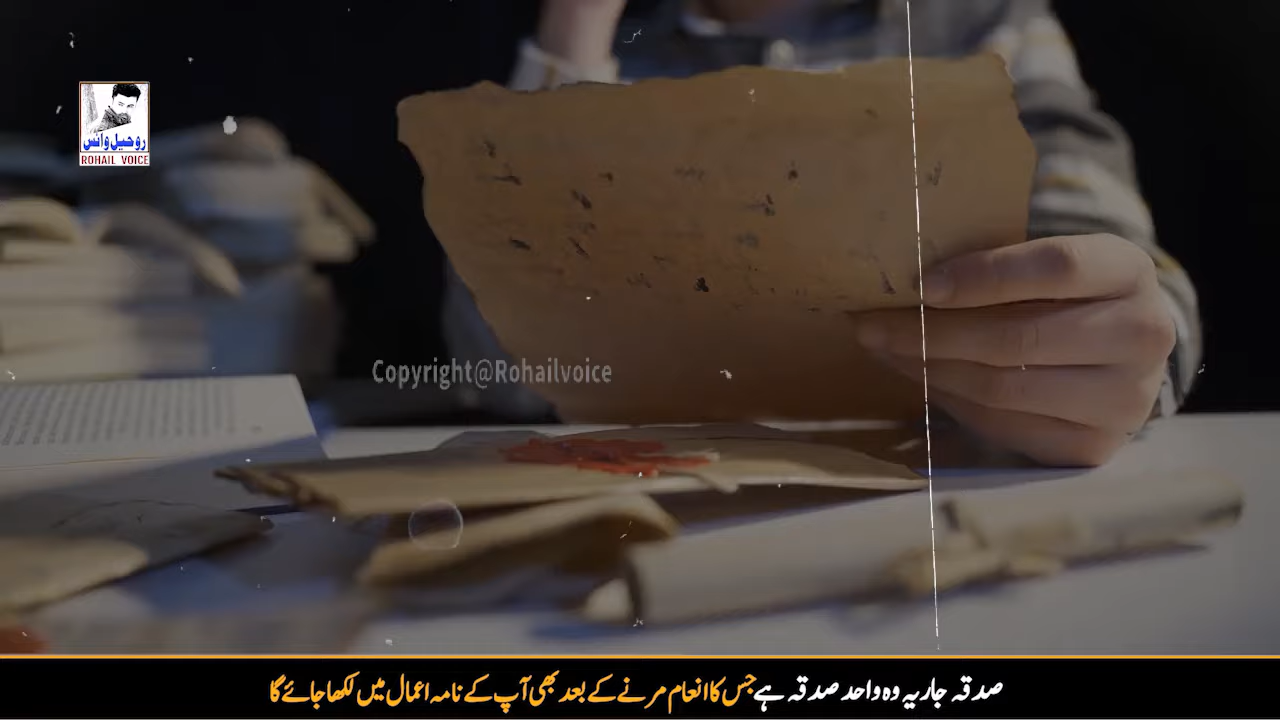 روحیل وائس
ROHAIL VOICE
Copyright@Rohailvoice
صدقہ جاریہ وہ واحد صدقہ ہے جس کا انعام مرنے کے بعد بھی آپ کے نامہ اعمال میں لکھا جائے گا